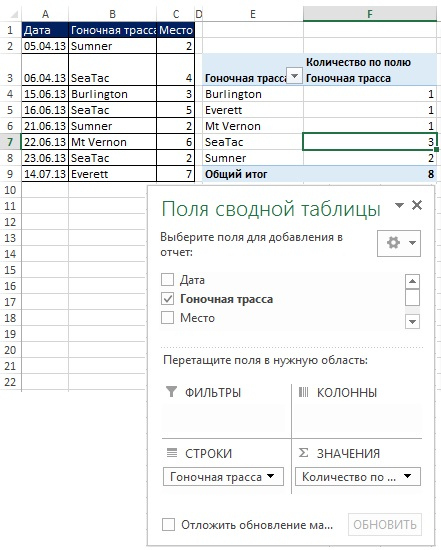 A B C D E F
1 Дата Гоночная трасса Место
2 05.04.13 Sumner 2
Количество по полю
3 06.04.13 SeaTac 4 Гоночная трасса Гоночная трасса
4 15.06.13 Burlington 3 Burlington 1
5 16.06.13 SeaTac 5 Everett 1
6 21.06.13 Sumner 2 Mt Vernon 1
7 22.06.13 Mt Vernon 6 SeaTac 3
8 23.06.13 SeaTac 2 Sumner 2
9 14.07.13 Everett 7 Общий итог 8
10
11
12
13
14
15
16
17
18
19
20
21
22
Поля сводной таблицы
Выберите поля для добавления в
отчет:
Дата
Гоночная трасса
Место
Перетащите поля в нужную область:
ФИЛЬТРЫ КОЛОННЫ
СТРОКИ Σ ЗНАЧЕНИЯ
Гоночная трасса Количество по ...
Отложить обновление ма... ОБНОВИТЬ